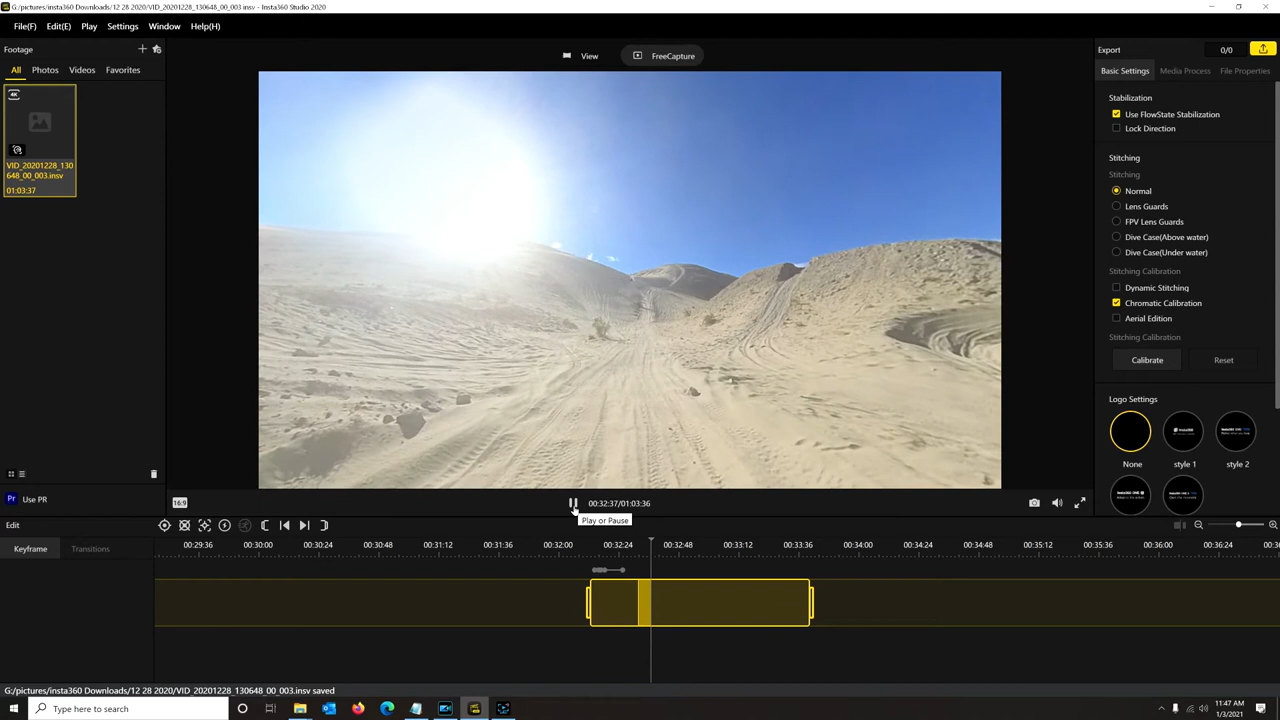 G:/pictures/insta360 Downloads/12 28 2020/VID_20201228_130648_00_003.insv - Insta360 Studio 2020
File(F) Edit(E) Play Settings Window Help(H)
Footage
All Photos Videos Favorites
4K
VID_20201228_130
648_00_003.insv
01:03:37
Pr Use PR
View FreeCapture
16:9
00:32:37/01:03:36
Play or Pause
Export 0/0
Basic Settings Media Process File Properties
Stabilization
Use FlowState Stabilization
Lock Direction
Stitching
Stitching
Normal
Lens Guards
FPV Lens Guards
Dive Case(Above water)
Dive Case(Under water)
Stitching Calibration
Dynamic Stitching
Chromatic Calibration
Aerial Edition
Stitching Calibration
Calibrate Reset
Logo Settings
None style 1 style 2
Edit
Keyframe Transitions
00:29:36 00:30:00 00:30:24 00:30:48 00:31:12 00:31:36 00:32:00 00:32:24 00:32:48 00:33:12 00:33:36 00:34:00 00:34:24 00:34:48 00:35:12 00:35:36 00:36:00 00:36:24
G:/pictures/insta360 Downloads/12 28 2020/VID_20201228_130648_00_003.insv saved
Type here to search
11:47 AM
1/3/2021